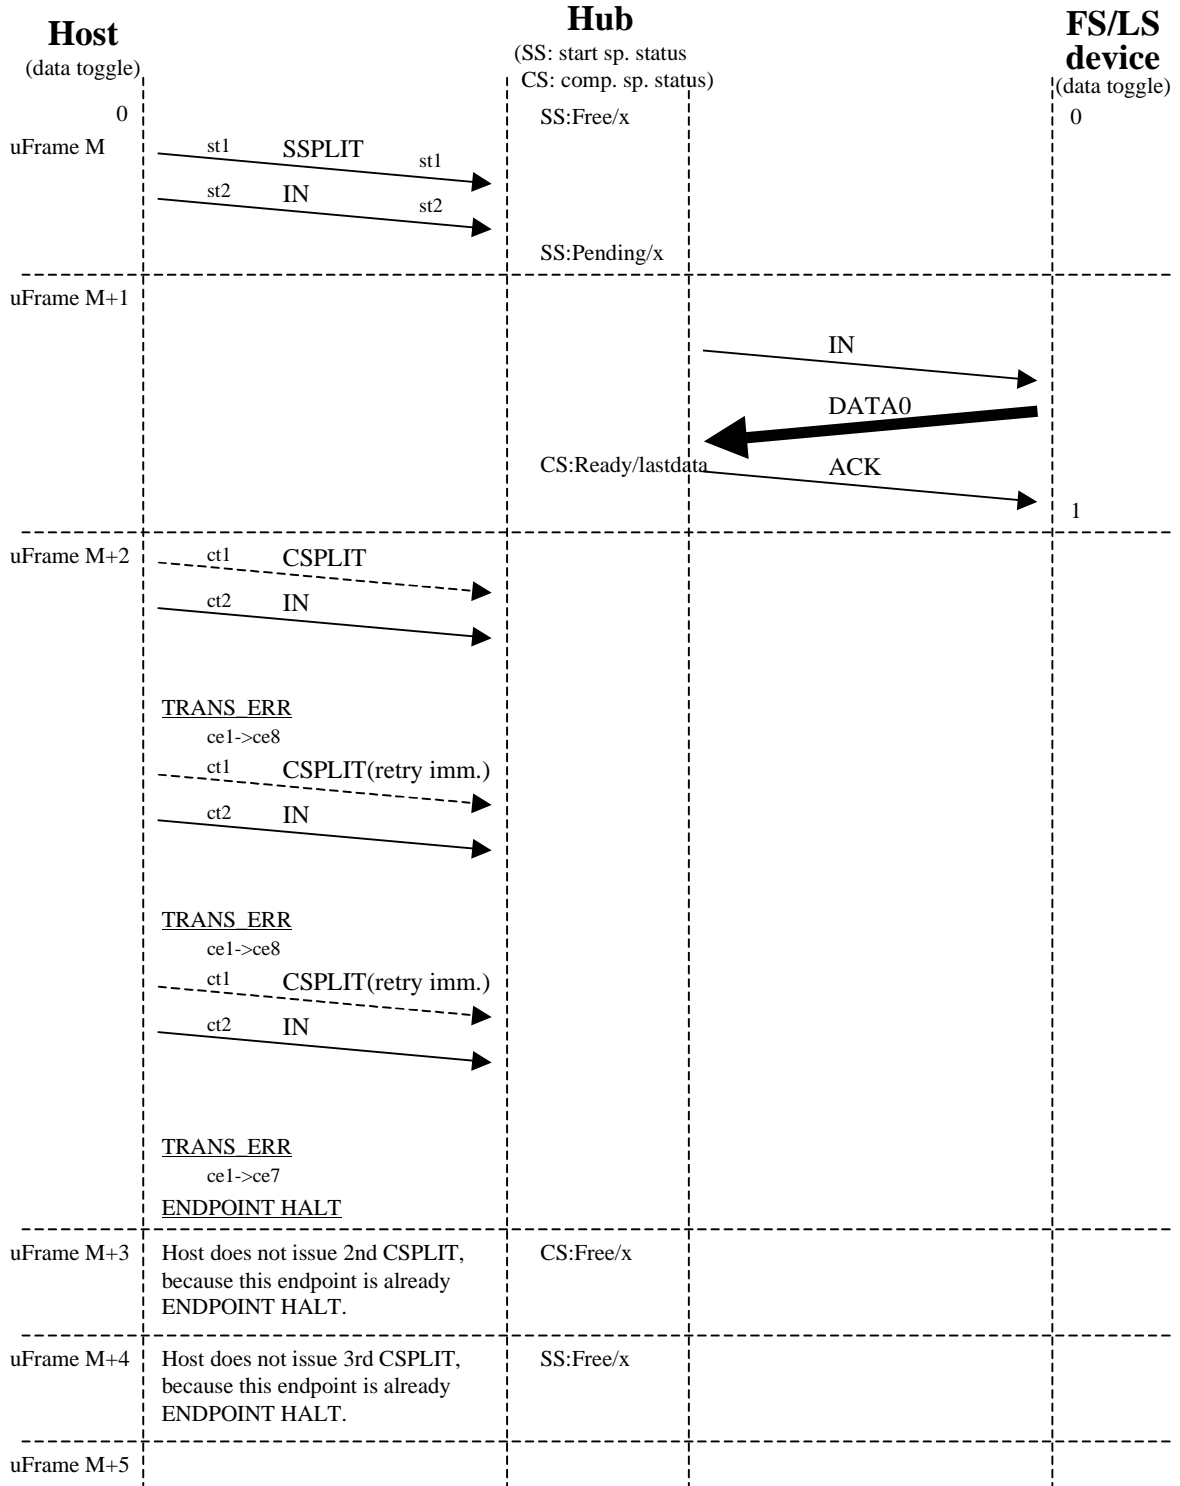 Host
(data toggle)
Hub
(SS: start sp. status
CS: comp. sp. status)
FS/LS
device
(data toggle)
0
SS:Free/x
0
uFrame M
st1
SSPLIT
st1
st2
IN
st2
SS:Pending/x
uFrame M+1
IN
DATA0
CS:Ready/lastdata
ACK
1
uFrame M+2
ct1
CSPLIT
ct2
IN
TRANS_ERR
ce1->ce8
ct1
CSPLIT(retry imm.)
ct2
IN
TRANS_ERR
ce1->ce8
ct1
CSPLIT(retry imm.)
ct2
IN
TRANS_ERR
ce1->ce7
ENDPOINT HALT
uFrame M+3
Host does not issue 2nd CSPLIT,
because this endpoint is already
ENDPOINT HALT.
CS:Free/x
uFrame M+4
Host does not issue 3rd CSPLIT,
because this endpoint is already
ENDPOINT HALT.
SS:Free/x
uFrame M+5